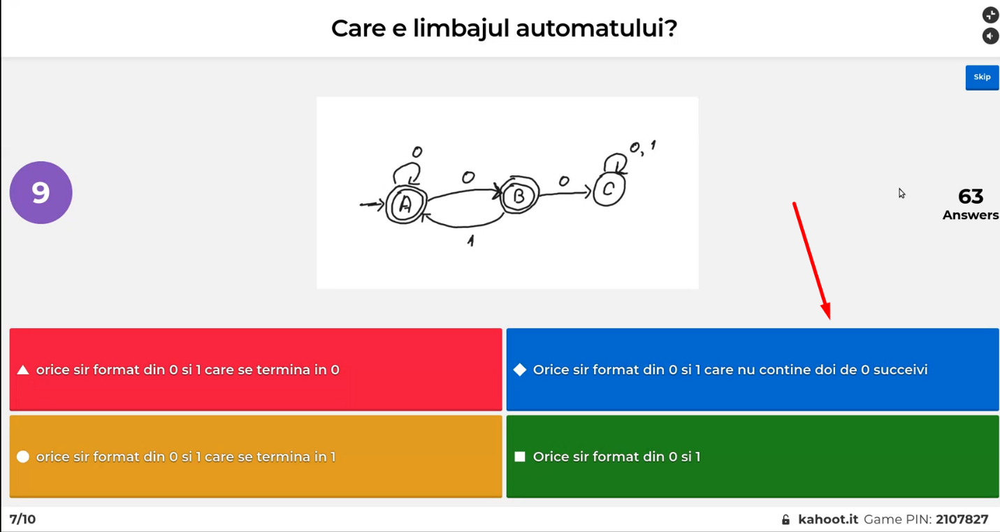 Care e limbajul automatului?
Skip
0
0, 1
0
0
A
B
C
1
9
63
Answers
orice sir format din 0 si 1 care se termina in 0
Orice sir format din 0 si 1 care nu contine doi de 0 succeivi
orice sir format din 0 si 1 care se termina in 1
Orice sir format din 0 si 1
7/10
kahoot.it Game PIN: 2107827